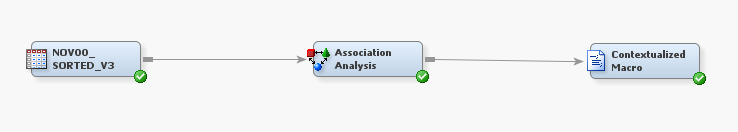 NOV00_
SORTED_V3
Association
Analysis
Contextualized
Macro